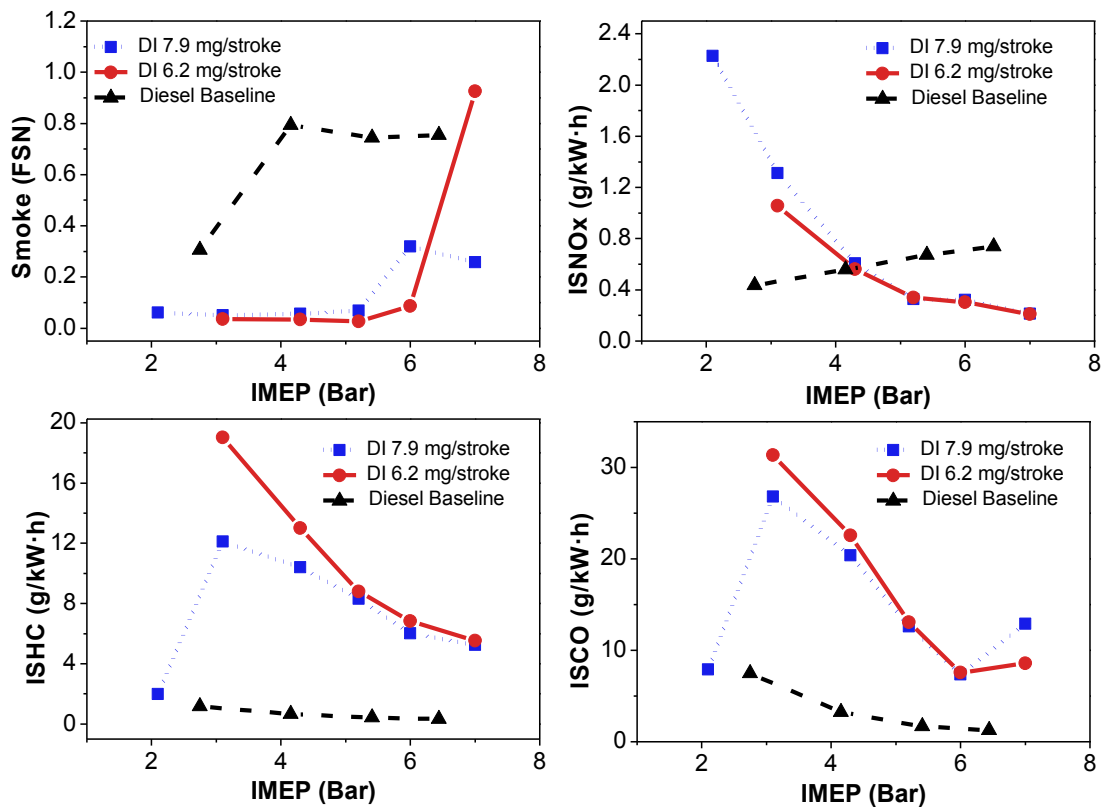 Smoke (FSN)
1.2
1.0
0.8
0.6
0.4
0.2
0.0
DI 7.9 mg/stroke
DI 6.2 mg/stroke
Diesel Baseline
2 4 6 8
IMEP (Bar)
ISNOx (g/kW·h)
2.4
2.0
1.6
1.2
0.8
0.4
0.0
DI 7.9 mg/stroke
DI 6.2 mg/stroke
Diesel Baseline
2 3 4 5 6 7 8
IMEP (Bar)
ISHC (g/kW·h)
20
16
12
8
4
0
DI 7.9 mg/stroke
DI 6.2 mg/stroke
Diesel Baseline
2 4 6 8
IMEP (Bar)
ISCO (g/kW·h)
30
20
10
0
DI 7.9 mg/stroke
DI 6.2 mg/stroke
Diesel Baseline
2 3 4 5 6 7 8
IMEP (Bar)